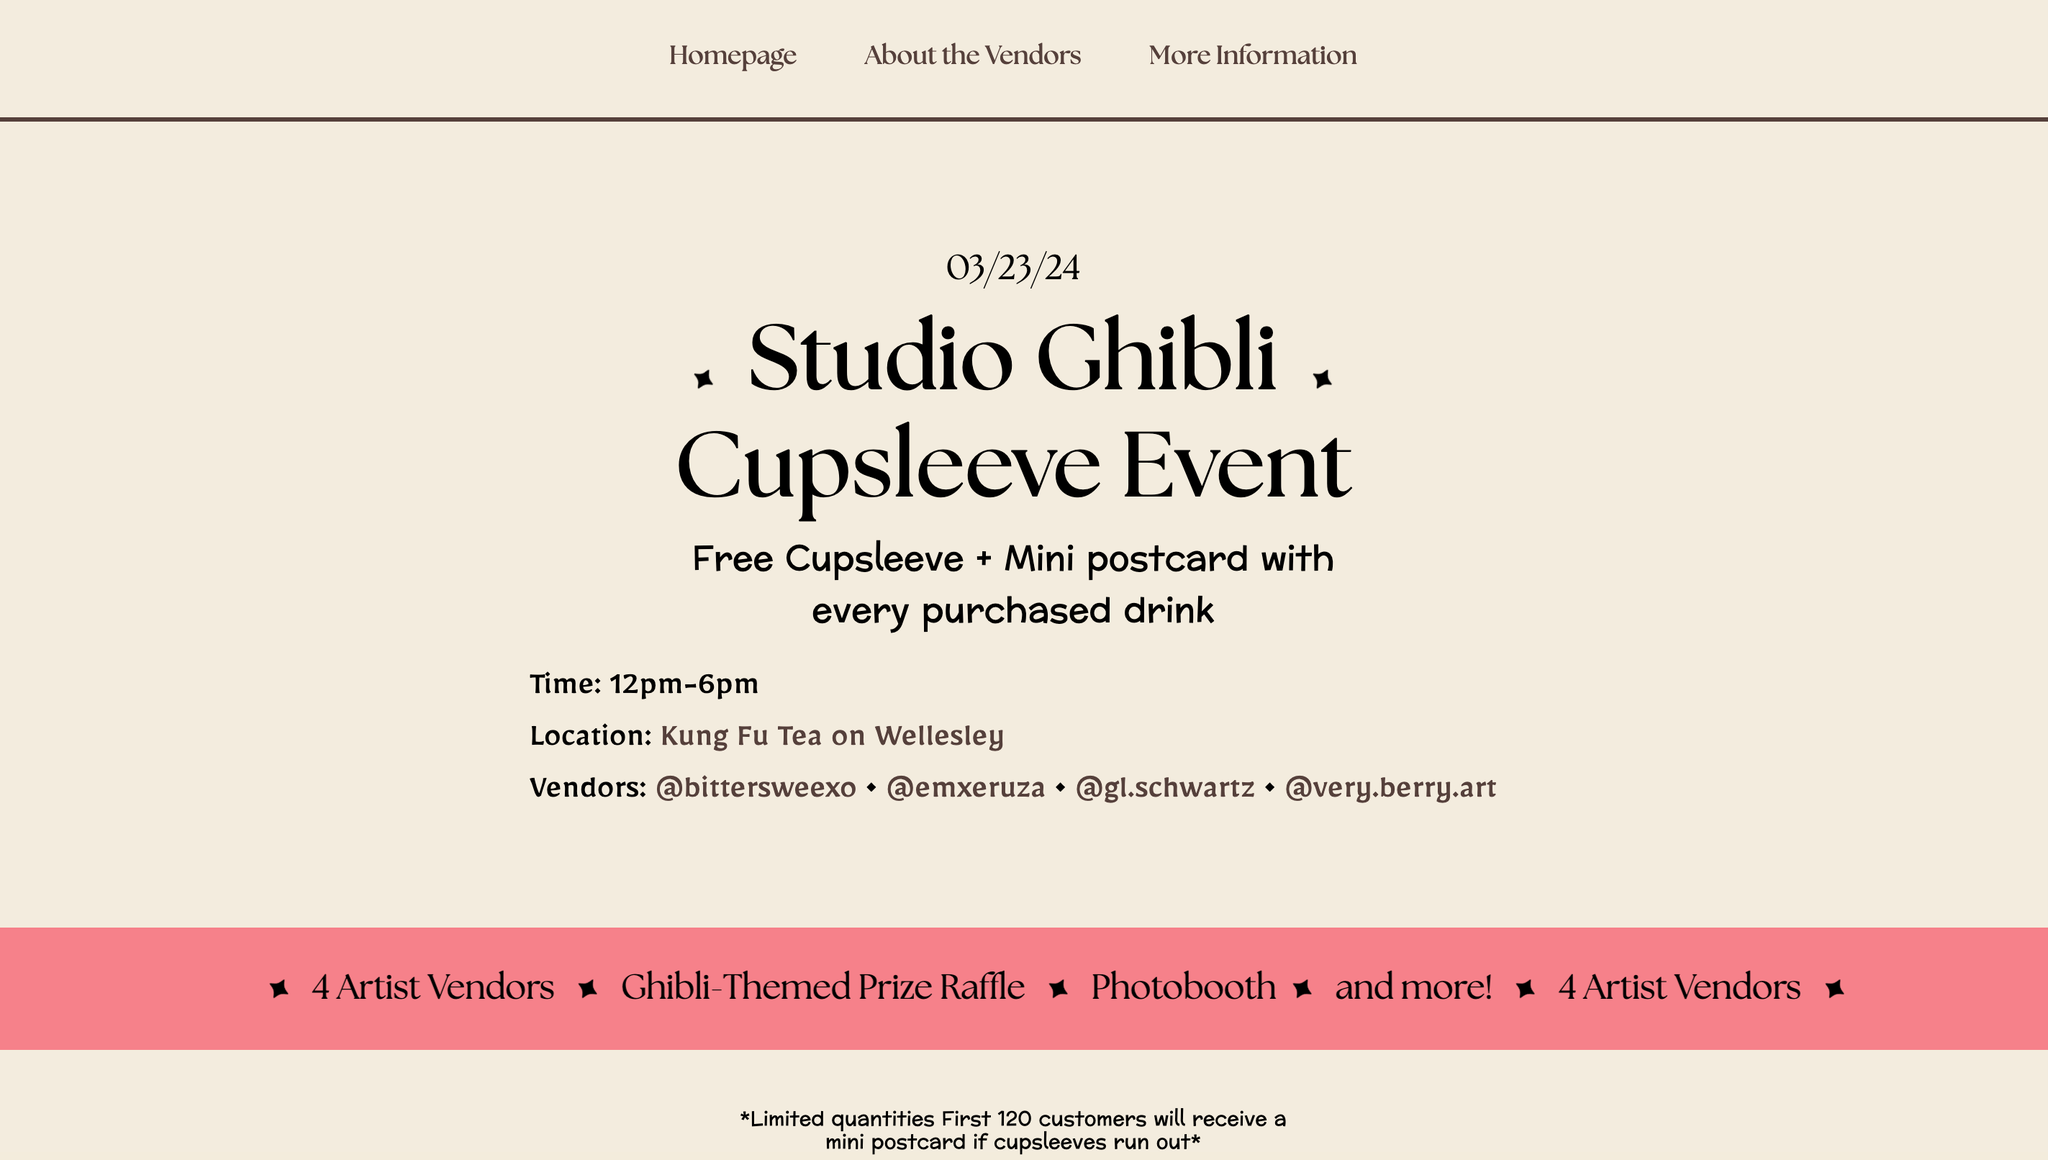 Homepage About the Vendors More Information
03/23/24
Studio Ghibli
Cupsleeve Event
Free Cupsleeve + Mini postcard with
every purchased drink
Time: 12pm-6pm
Location: Kung Fu Tea on Wellesley
Vendors: @bittersweexo • @emxeruza • @gl.schwartz • @very.berry.art
4 Artist Vendors Ghibli-Themed Prize Raffle Photobooth and more! 4 Artist Vendors
*Limited quantities First 120 customers will receive a
mini postcard if cupsleeves run out*